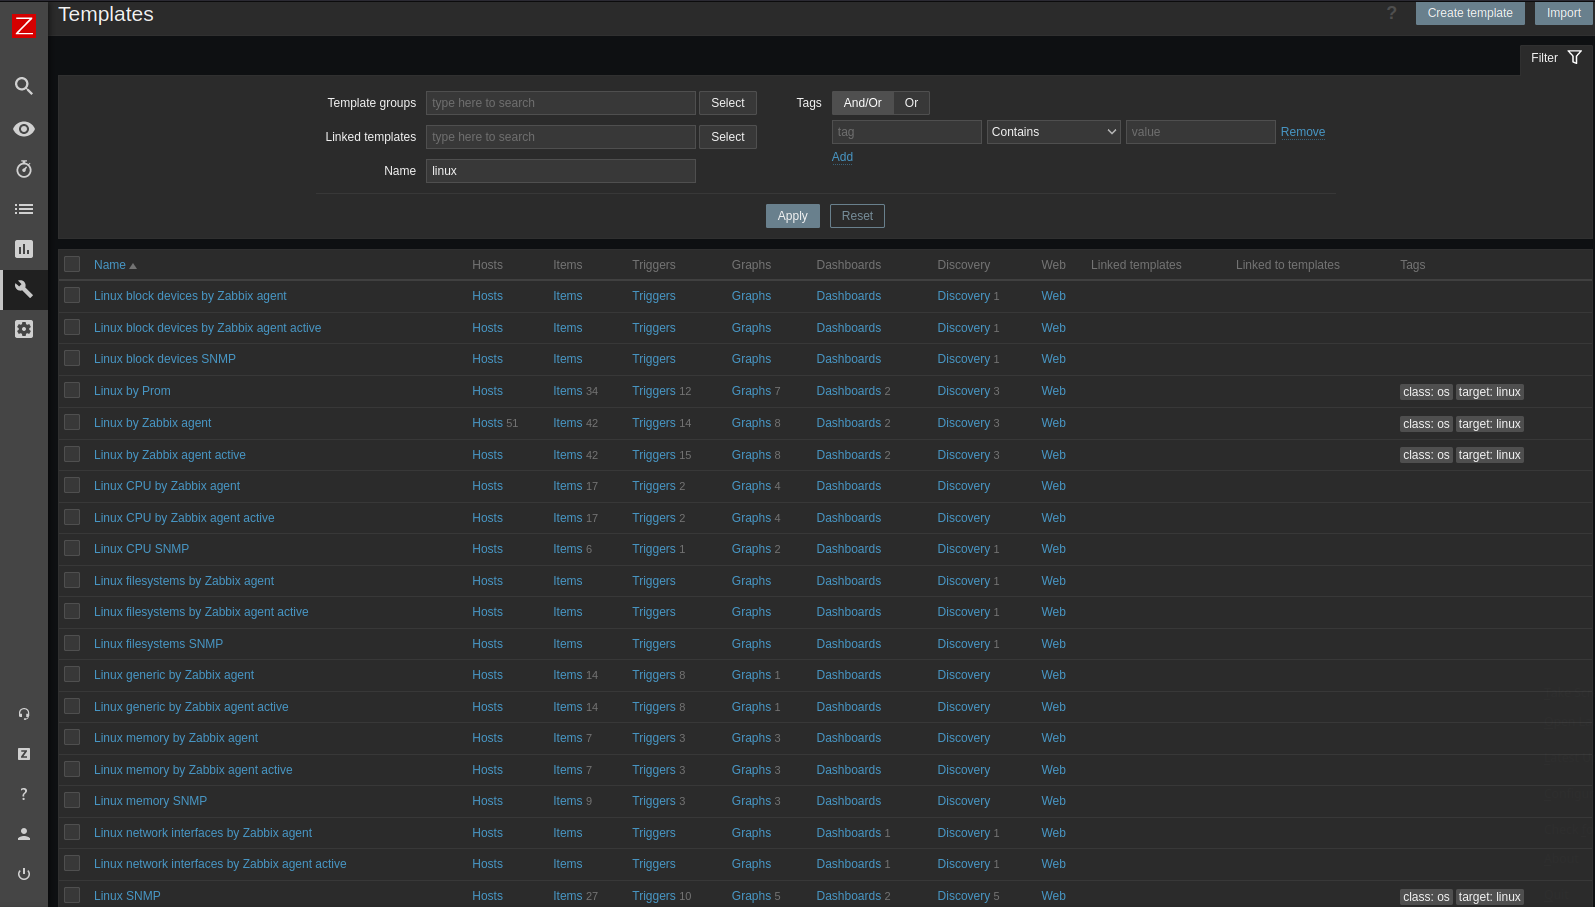 Templates ? Create template Import
Filter
Template groups type here to search Select Tags And/Or Or
tag Contains value Remove
Linked templates type here to search Select
Add
Name linux
Apply Reset
Name Hosts Items Triggers Graphs Dashboards Discovery Web Linked templates Linked to templates Tags
Linux block devices by Zabbix agent Hosts Items Triggers Graphs Dashboards Discovery 1 Web
Linux block devices by Zabbix agent active Hosts Items Triggers Graphs Dashboards Discovery 1 Web
Linux block devices SNMP Hosts Items Triggers Graphs Dashboards Discovery 1 Web
Linux by Prom Hosts Items 34 Triggers 12 Graphs 7 Dashboards 2 Discovery 3 Web class: os target: linux
Linux by Zabbix agent Hosts 51 Items 42 Triggers 14 Graphs 8 Dashboards 2 Discovery 3 Web class: os target: linux
Linux by Zabbix agent active Hosts Items 42 Triggers 15 Graphs 8 Dashboards 2 Discovery 3 Web class: os target: linux
Linux CPU by Zabbix agent Hosts Items 17 Triggers 2 Graphs 4 Dashboards Discovery Web
Linux CPU by Zabbix agent active Hosts Items 17 Triggers 2 Graphs 4 Dashboards Discovery Web
Linux CPU SNMP Hosts Items 6 Triggers 1 Graphs 2 Dashboards Discovery 1 Web
Linux filesystems by Zabbix agent Hosts Items Triggers Graphs Dashboards Discovery 1 Web
Linux filesystems by Zabbix agent active Hosts Items Triggers Graphs Dashboards Discovery 1 Web
Linux filesystems SNMP Hosts Items Triggers Graphs Dashboards Discovery 1 Web
Linux generic by Zabbix agent Hosts Items 14 Triggers 8 Graphs 1 Dashboards Discovery Web
Linux generic by Zabbix agent active Hosts Items 14 Triggers 8 Graphs 1 Dashboards Discovery Web
Linux memory by Zabbix agent Hosts Items 7 Triggers 3 Graphs 3 Dashboards Discovery Web
Linux memory by Zabbix agent active Hosts Items 7 Triggers 3 Graphs 3 Dashboards Discovery Web
Linux memory SNMP Hosts Items 9 Triggers 3 Graphs 3 Dashboards Discovery Web
Linux network interfaces by Zabbix agent Hosts Items Triggers Graphs Dashboards 1 Discovery 1 Web
Linux network interfaces by Zabbix agent active Hosts Items Triggers Graphs Dashboards 1 Discovery 1 Web
Linux SNMP Hosts Items 27 Triggers 10 Graphs 5 Dashboards 2 Discovery 5 Web class: os target: linux